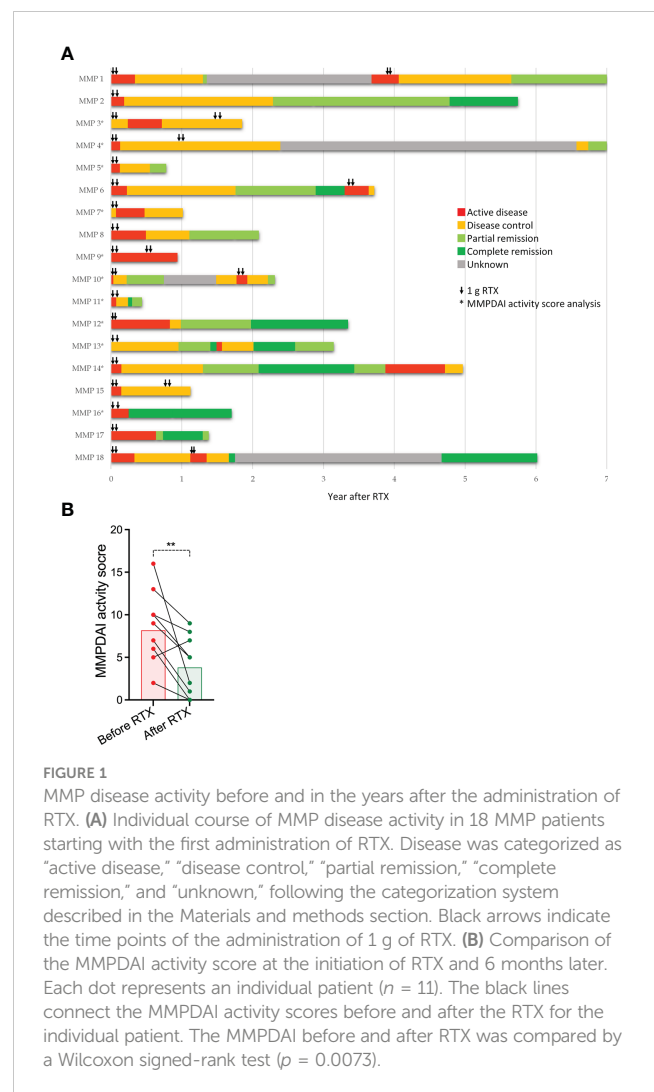 A
MMP 1
MMP 2
MMP 3*
MMP 4*
MMP 5*
MMP 6
MMP 7*
MMP 8
MMP 9*
MMP 10*
MMP 11*
MMP 12*
MMP 13*
MMP 14*
MMP 15
MMP 16*
MMP 17
MMP 18
Active disease
Disease control
Partial remission
Complete remission
Unknown
1 g RTX
* MMPDAI activity score analysis
0 1 2 3 4 5 6 7
Year after RTX
B
MMPDAI actvity socre
20
15
10
5
0
**
Before RTX
After RTX
FIGURE 1
MMP disease activity before and in the years after the administration of
RTX. (A) Individual course of MMP disease activity in 18 MMP patients
starting with the first administration of RTX. Disease was categorized as
“active disease,” “disease control,” “partial remission,” “complete
remission,” and “unknown,” following the categorization system
described in the Materials and methods section. Black arrows indicate
the time points of the administration of 1 g of RTX. (B) Comparison of
the MMPDAI activity score at the initiation of RTX and 6 months later.
Each dot represents an individual patient (n = 11). The black lines
connect the MMPDAI activity scores before and after the RTX for the
individual patient. The MMPDAI before and after RTX was compared by
a Wilcoxon signed-rank test (p = 0.0073).